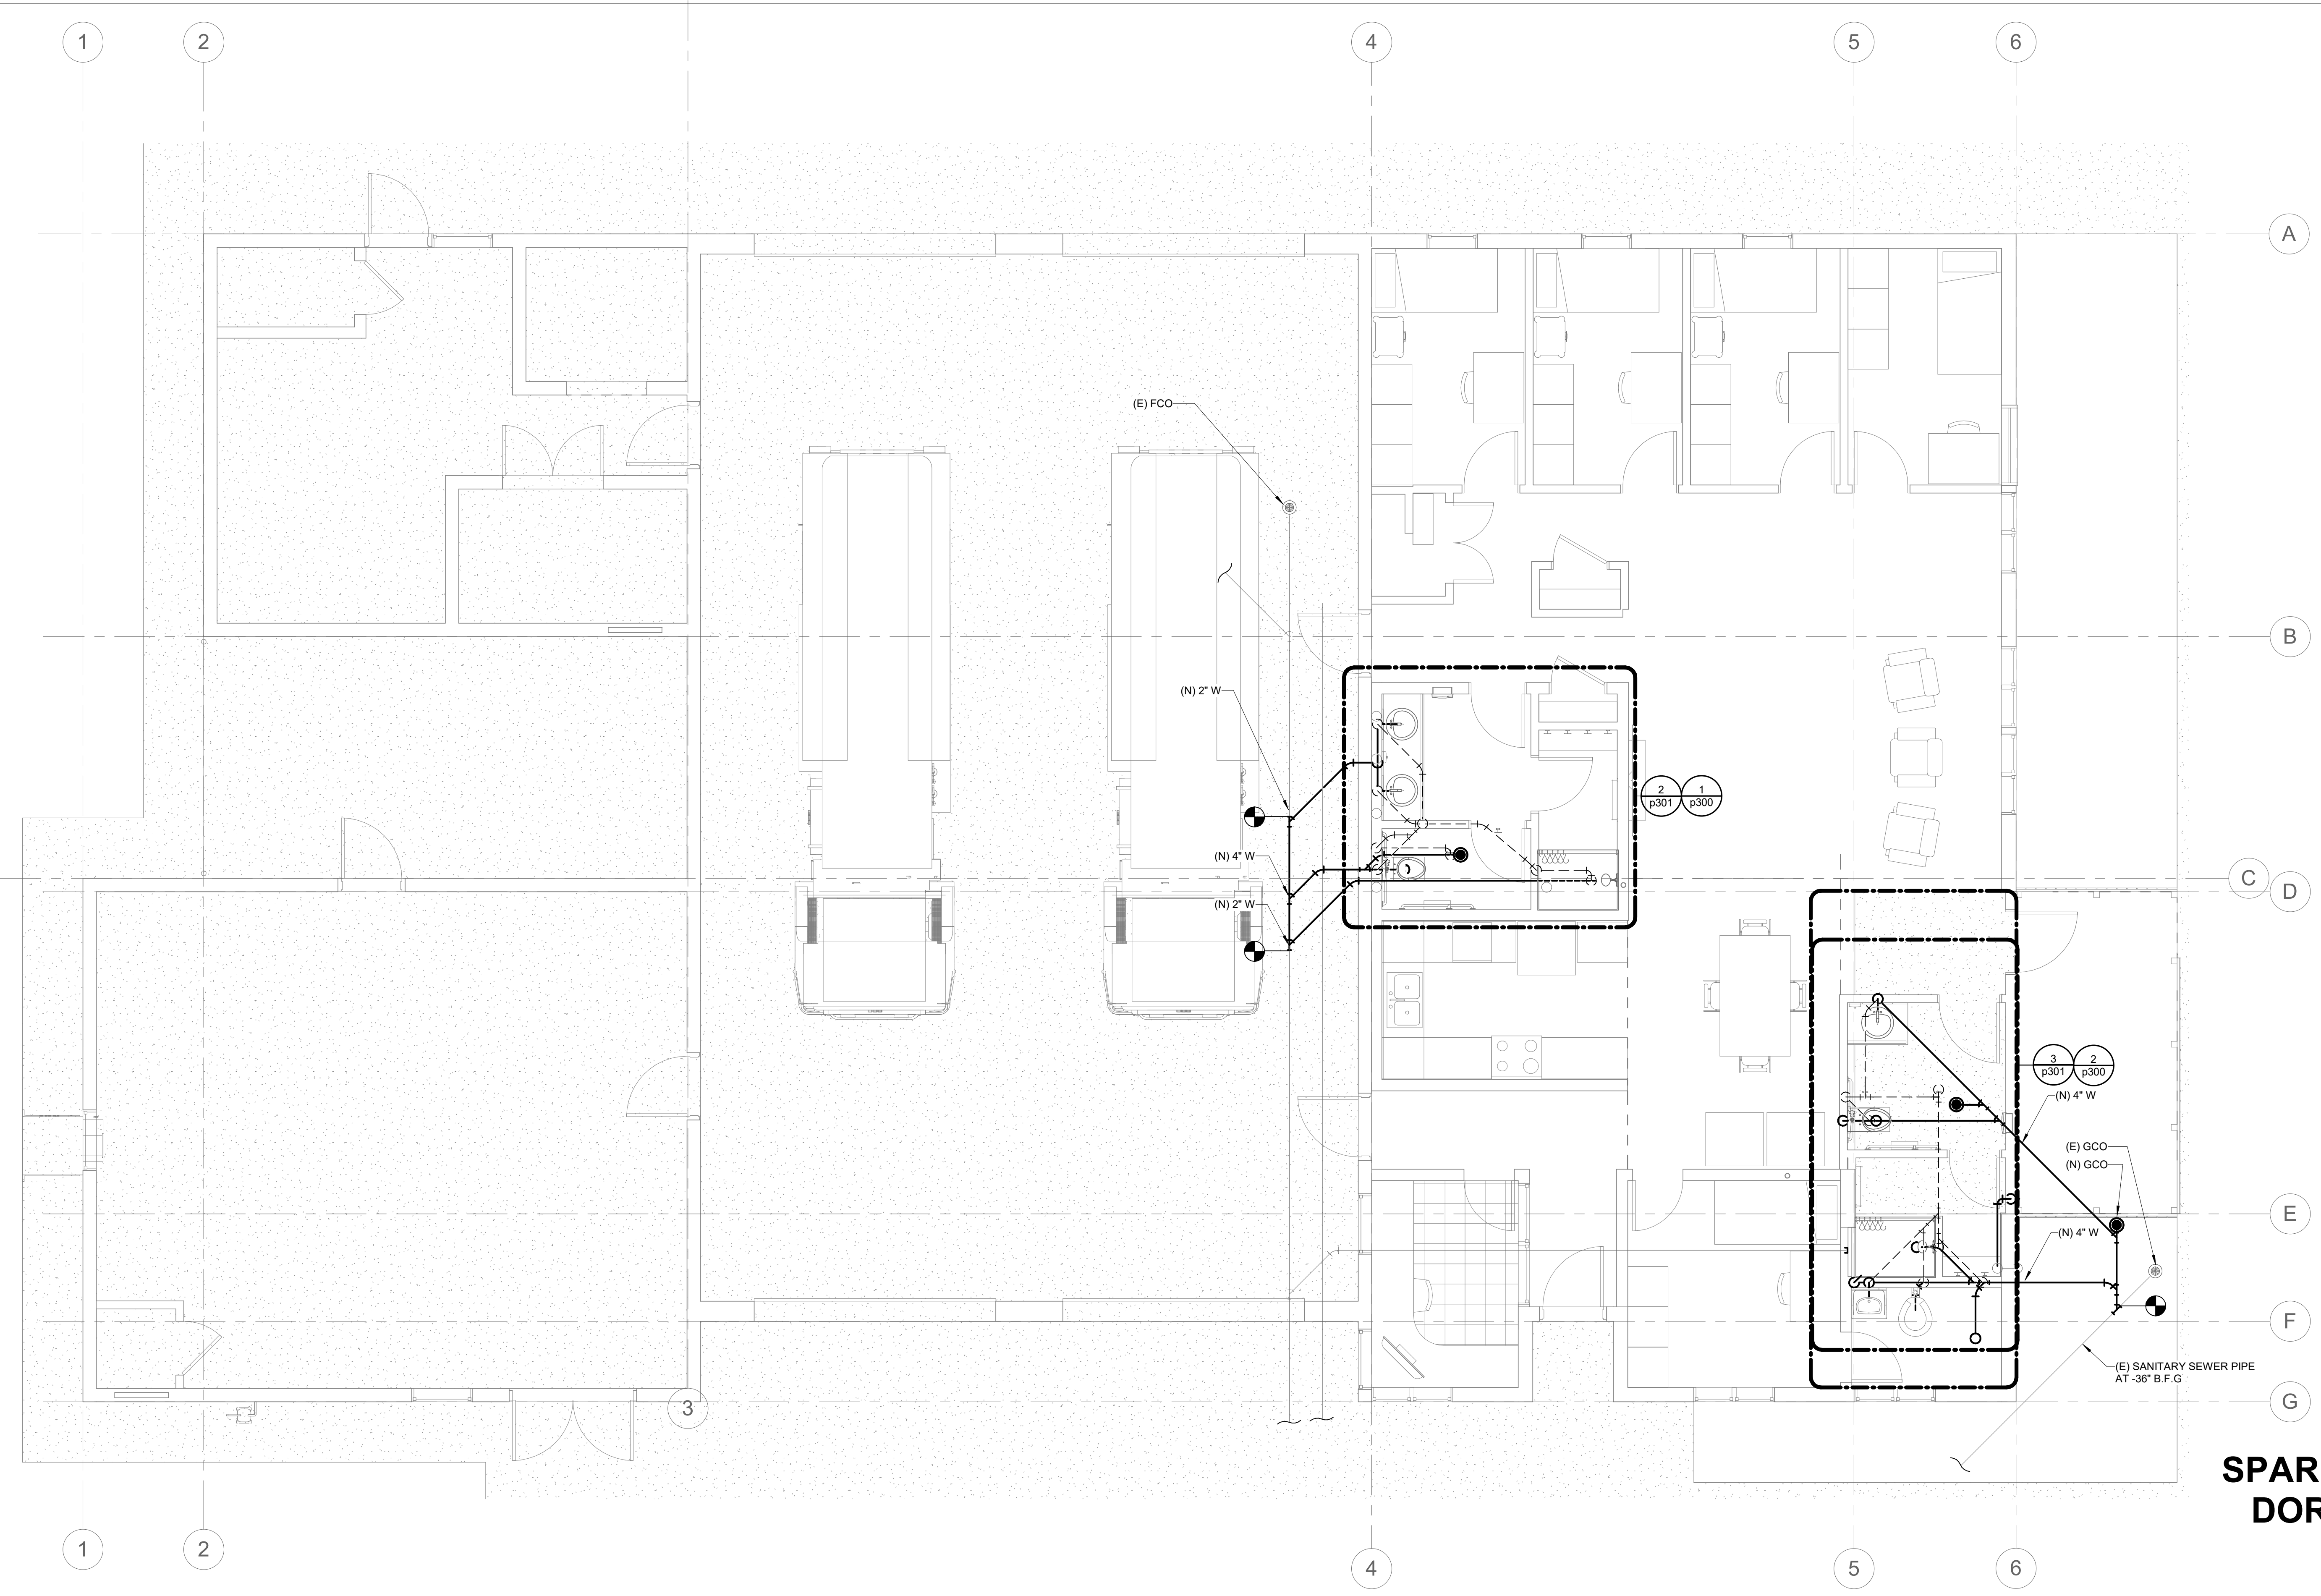 1
2
4
5
6
A
(E) FCO
B
(N) 2" W
2
p301
1
p300
(N) 4" W
C
D
(N) 2" W
3
p301
2
p300
(N) 4" W
(E) GCO
(N) GCO
E
(N) 4" W
F
(E) SANITARY SEWER PIPE
AT -36" B.F.G
3
G
SPAR
DOR
1
2
4
5
6